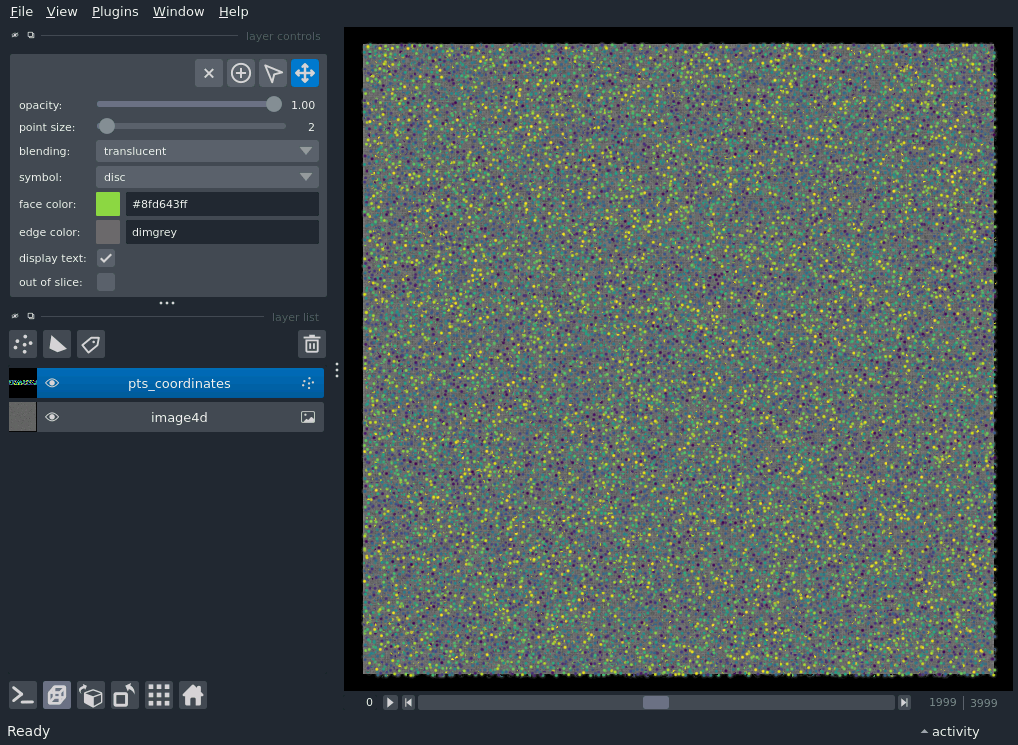 File View Plugins Window Help
layer controls
opacity: 1.00
point size: 2
blending: translucent
symbol: disc
face color: #8fd643ff
edge color: dimgrey
display text:
out of slice:
layer list
pts_coordinates
image4d
0 1999 3999
Ready activity